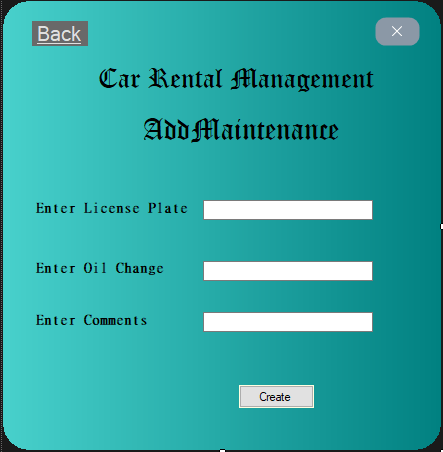 Back
Car Rental Management
AddMaintenance
Enter License Plate
Enter Oil Change
Enter Comments
Create